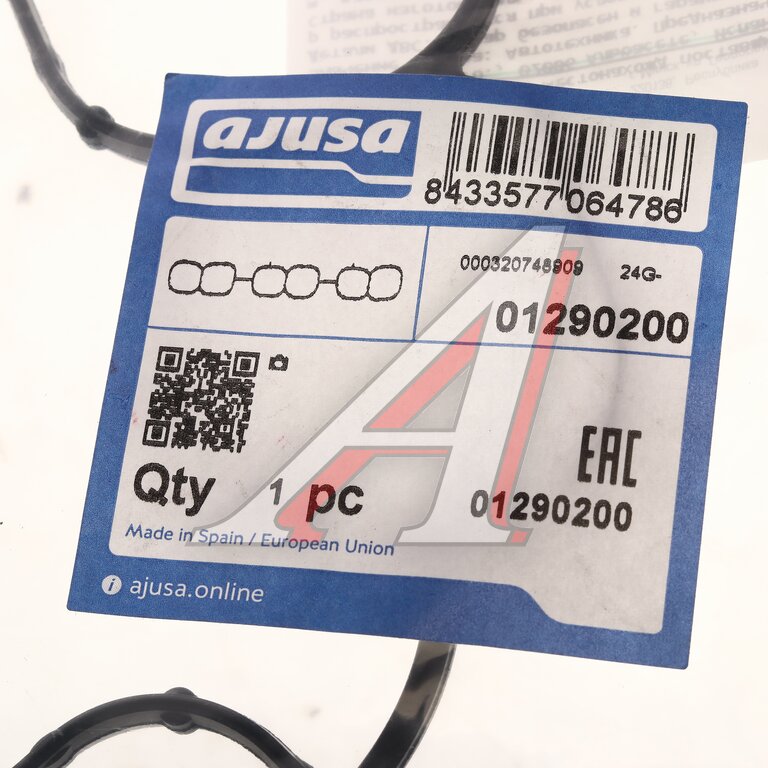 ajusa
8433577064786
000320748909 24G-
01290200
Qty 1 pc
EAC
01290200
Made in Spain / European Union
i ajusa.online